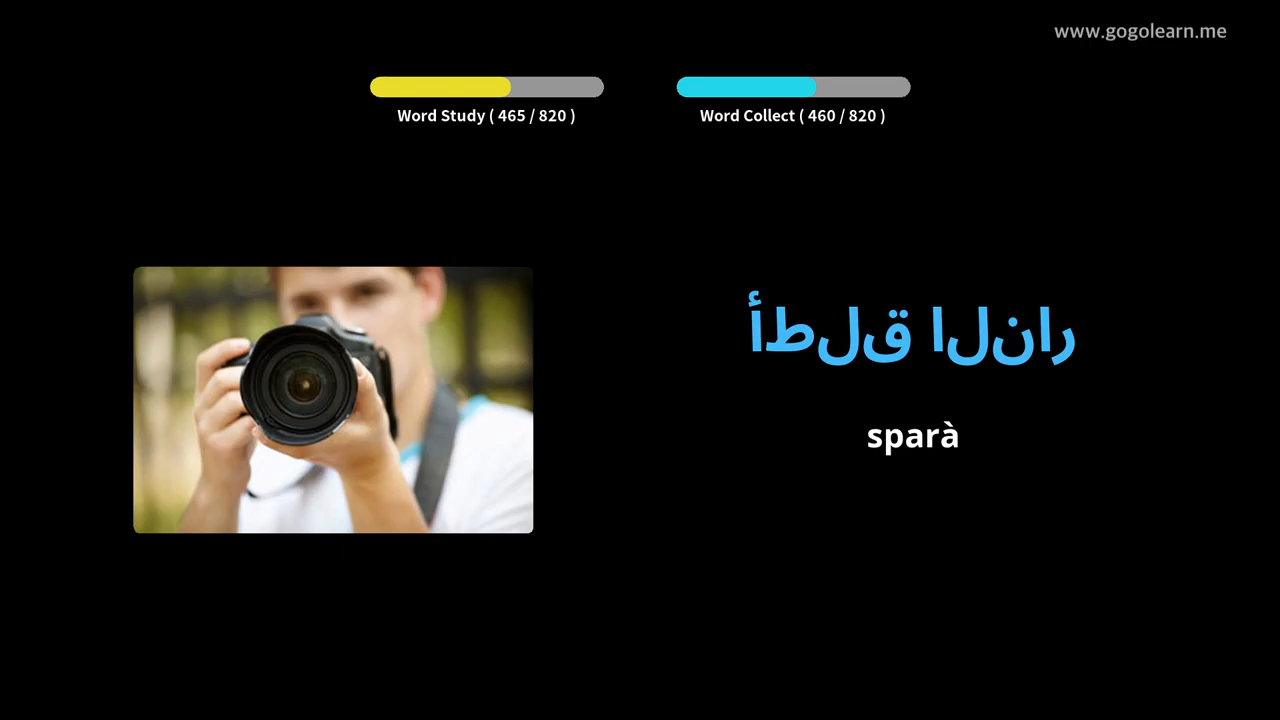 www.gogolearn.me
Word Study ( 465 / 820 )
Word Collect ( 460 / 820 )
أطلق النار
sparà